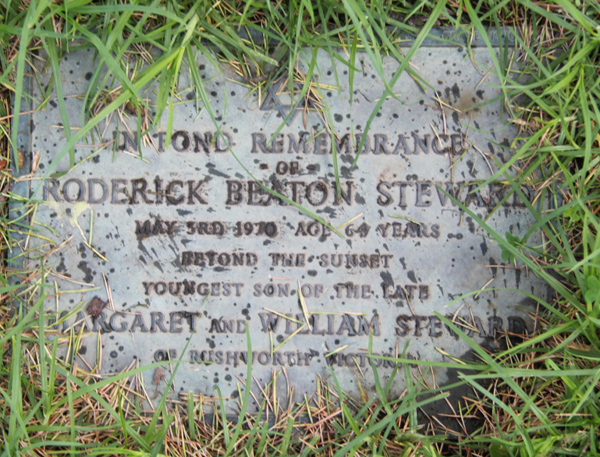 IN FOND REMEMBRANCE
OF
RODERICK BEATON STEWARD
MAY 3RD 1970 AGE 64 YEARS
BEYOND THE SUNSET
YOUNGEST SON OF THE LATE
MARGARET AND WILLIAM STEWARD
OF RUSHWORTH VICTORIA